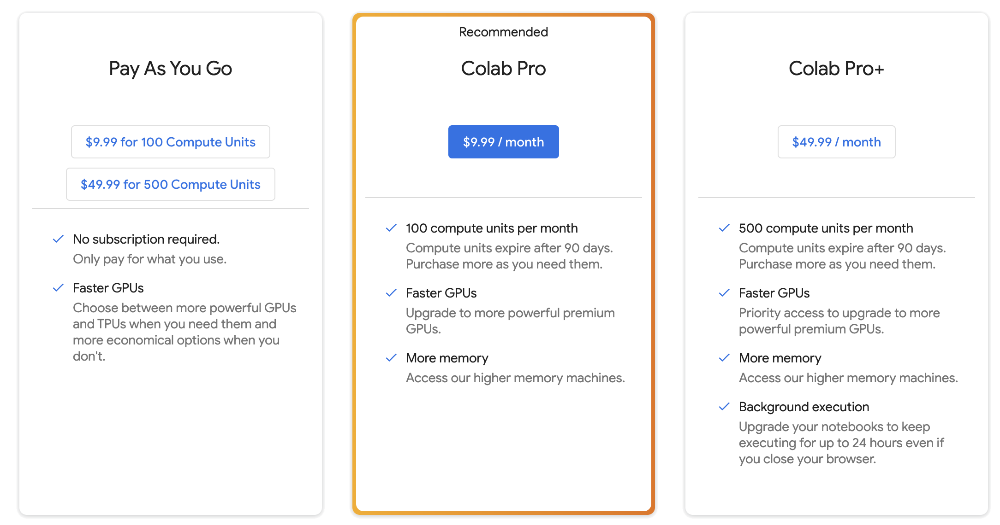 Pay As You Go
$9.99 for 100 Compute Units
$49.99 for 500 Compute Units
No subscription required.
Only pay for what you use.
Faster GPUs
Choose between more powerful GPUs
and TPUs when you need them and
more economical options when you
don't.
Recommended
Colab Pro
$9.99 / month
100 compute units per month
Compute units expire after 90 days.
Purchase more as you need them.
Faster GPUs
Upgrade to more powerful premium
GPUs.
More memory
Access our higher memory machines.
Colab Pro+
$49.99 / month
500 compute units per month
Compute units expire after 90 days.
Purchase more as you need them.
Faster GPUs
Priority access to upgrade to more
powerful premium GPUs.
More memory
Access our higher memory machines.
Background execution
Upgrade your notebooks to keep
executing for up to 24 hours even if
you close your browser.